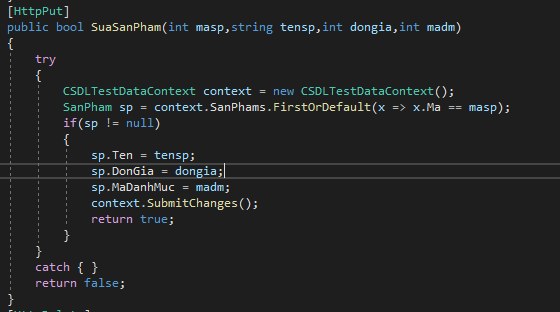 [HttpPut]
public bool SuaSanPham(int masp,string tensp,int dongia,int madm)
{
try
{
CSDLTestDataContext context = new CSDLTestDataContext();
SanPham sp = context.SanPhams.FirstOrDefault(x => x.Ma == masp);
if(sp != null)
{
sp.Ten = tensp;
sp.DonGia = dongia;
sp.MaDanhMuc = madm;
context.SubmitChanges();
return true;
}
}
catch { }
return false;
}